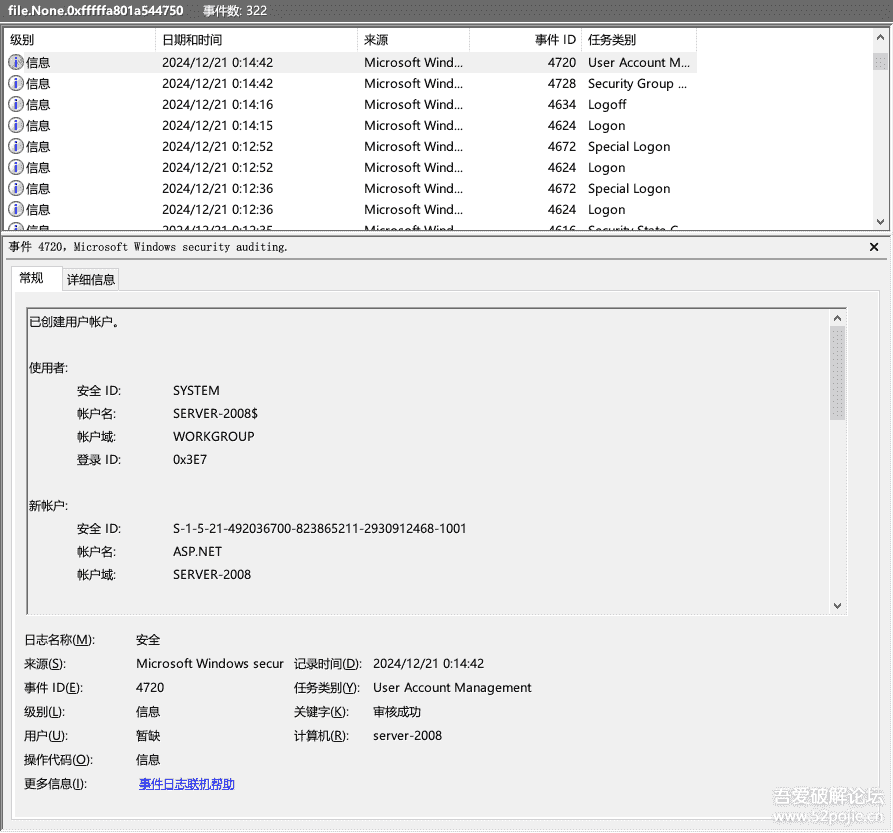 file.None.0xfffffa801a544750 事件数: 322
级别 日期和时间 来源 事件 ID 任务类别
信息 2024/12/21 0:14:42 Microsoft Wind... 4720 User Account M...
信息 2024/12/21 0:14:42 Microsoft Wind... 4728 Security Group ...
信息 2024/12/21 0:14:16 Microsoft Wind... 4634 Logoff
信息 2024/12/21 0:14:15 Microsoft Wind... 4624 Logon
信息 2024/12/21 0:12:52 Microsoft Wind... 4672 Special Logon
信息 2024/12/21 0:12:52 Microsoft Wind... 4624 Logon
信息 2024/12/21 0:12:36 Microsoft Wind... 4672 Special Logon
信息 2024/12/21 0:12:36 Microsoft Wind... 4624 Logon
信息 2024/12/21 0:12:35 Microsoft Wind... 4616 Security State C...
事件 4720, Microsoft Windows security auditing.
常规 详细信息
已创建用户帐户。
使用者:
安全 ID: SYSTEM
帐户名: SERVER-2008$
帐户域: WORKGROUP
登录 ID: 0x3E7
新帐户:
安全 ID: S-1-5-21-492036700-823865211-2930912468-1001
帐户名: ASP.NET
帐户域: SERVER-2008
日志名称(M): 安全
来源(S): Microsoft Windows secur 记录时间(D): 2024/12/21 0:14:42
事件 ID(E): 4720 任务类别(Y): User Account Management
级别(L): 信息 关键字(K): 审核成功
用户(U): 暂缺 计算机(R): server-2008
操作代码(O): 信息
更多信息(I): 事件日志联机帮助
吾爱破解论坛
www.52pojie.cn